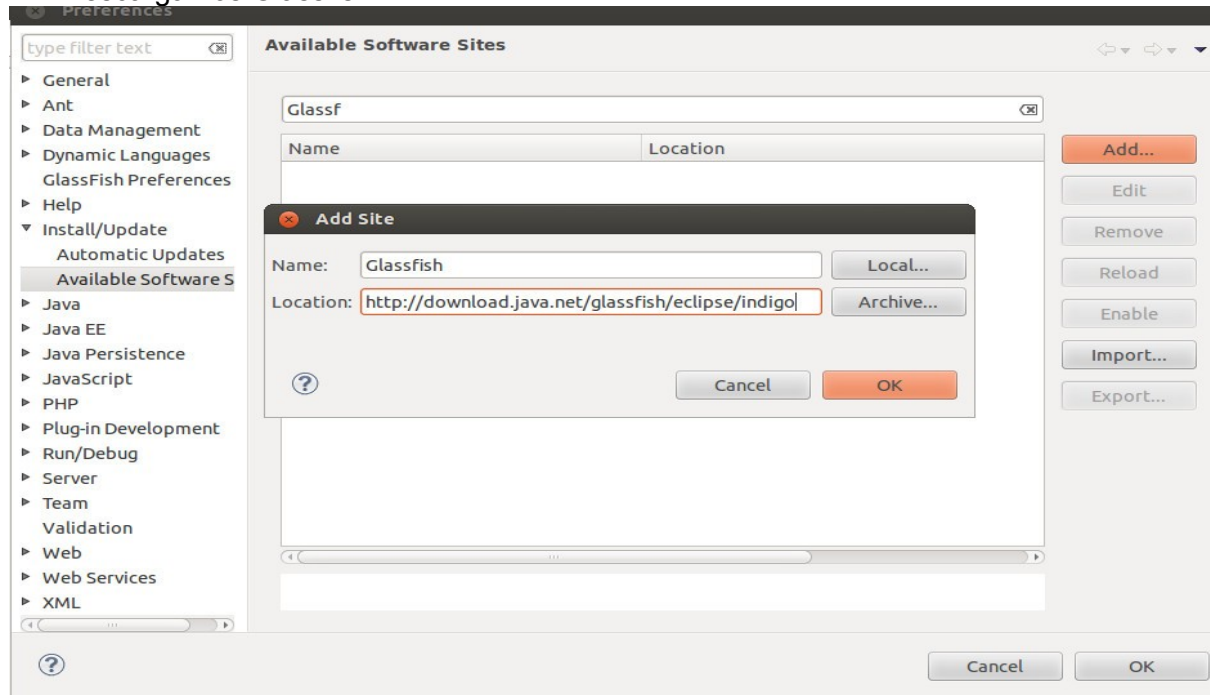 Preferences
type filter text
Available Software Sites
General
Ant
Data Management
Dynamic Languages
GlassFish Preferences
Help
Install/Update
Automatic Updates
Available Software S
Java
Java EE
Java Persistence
JavaScript
PHP
Plug-in Development
Run/Debug
Server
Team
Validation
Web
Web Services
XML
Glassf
Name Location
Add...
Edit
Remove
Reload
Enable
Import...
Export...
Add Site
Name: Glassfish Local...
Location: http://download.java.net/glassfish/eclipse/indigo Archive...
Cancel OK
Cancel OK